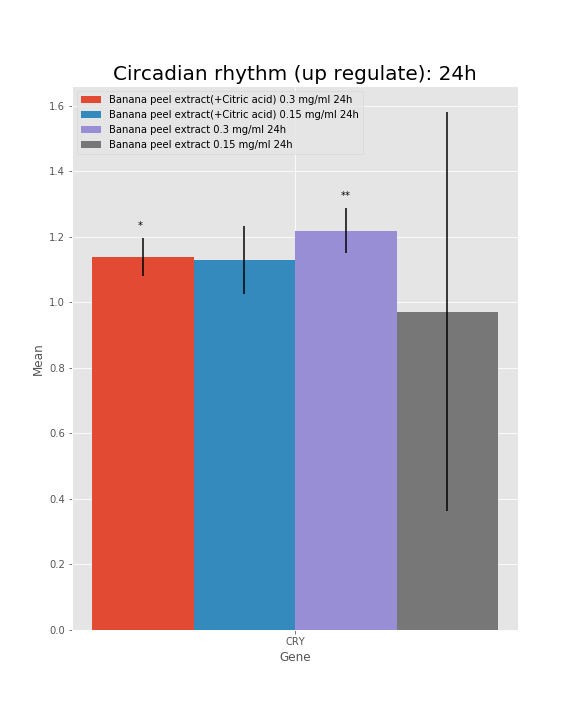 Circadian rhythm (up regulate): 24h
Banana peel extract(+Citric acid) 0.3 mg/ml 24h
Banana peel extract(+Citric acid) 0.15 mg/ml 24h
Banana peel extract 0.3 mg/ml 24h
Banana peel extract 0.15 mg/ml 24h
1.6
1.4
1.2
1.0
0.8
0.6
0.4
0.2
0.0
Mean
*
**
CRY
Gene